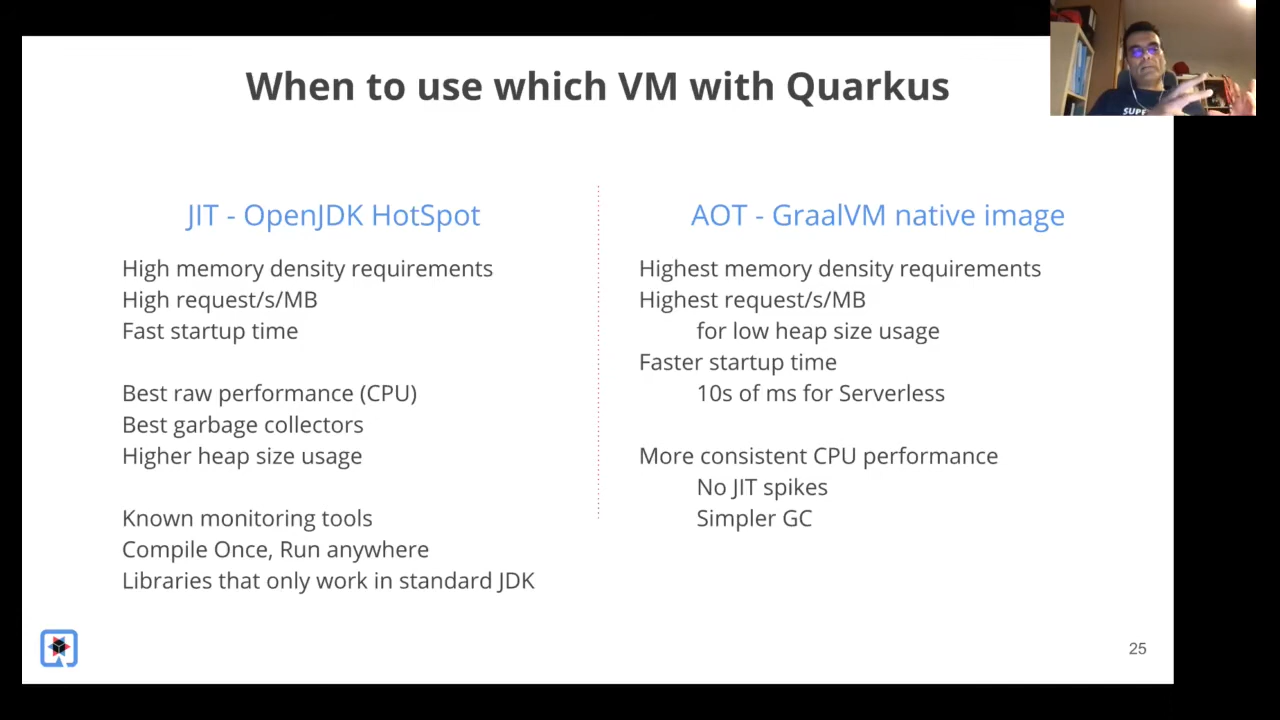 When to use which VM with Quarkus
JIT - OpenJDK HotSpot
High memory density requirements
High request/s/MB
Fast startup time
Best raw performance (CPU)
Best garbage collectors
Higher heap size usage
Known monitoring tools
Compile Once, Run anywhere
Libraries that only work in standard JDK
AOT - GraalVM native image
Highest memory density requirements
Highest request/s/MB
for low heap size usage
Faster startup time
10s of ms for Serverless
More consistent CPU performance
No JIT spikes
Simpler GC
25
SUPE